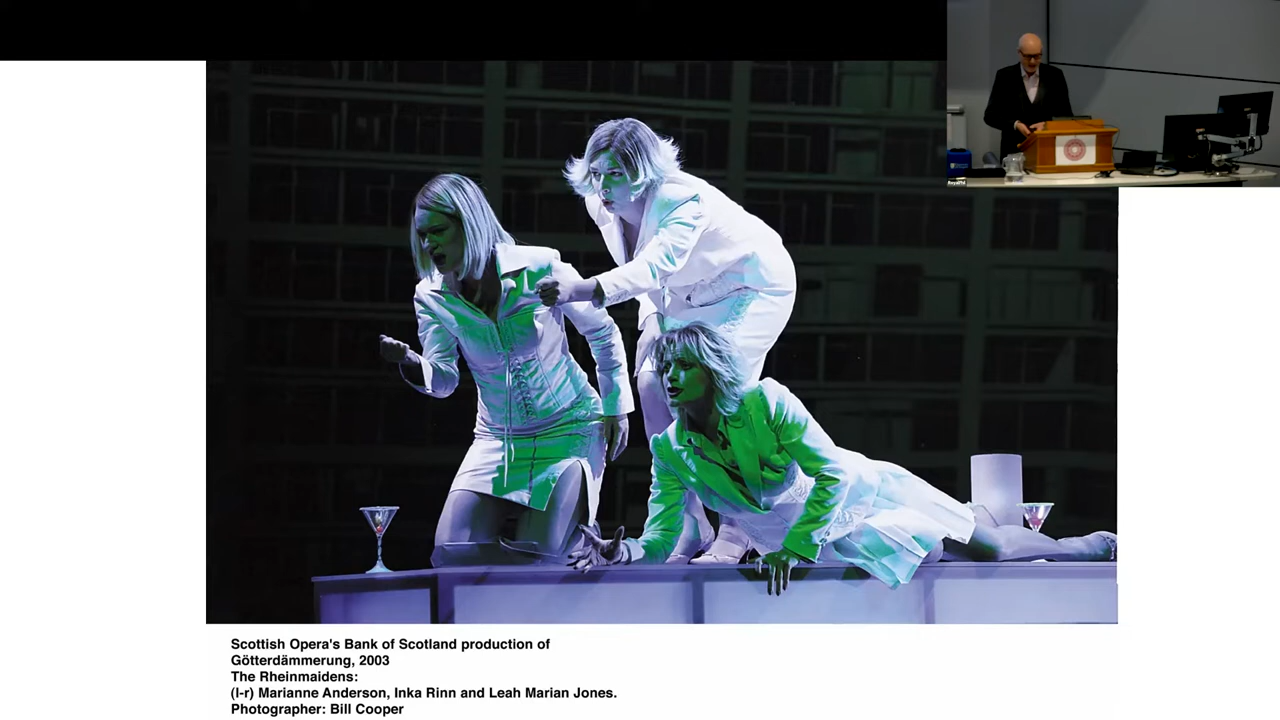 Scottish Opera's Bank of Scotland production of
Götterdämmerung, 2003
The Rheinmaidens:
(l-r) Marianne Anderson, Inka Rinn and Leah Marian Jones.
Photographer: Bill Cooper